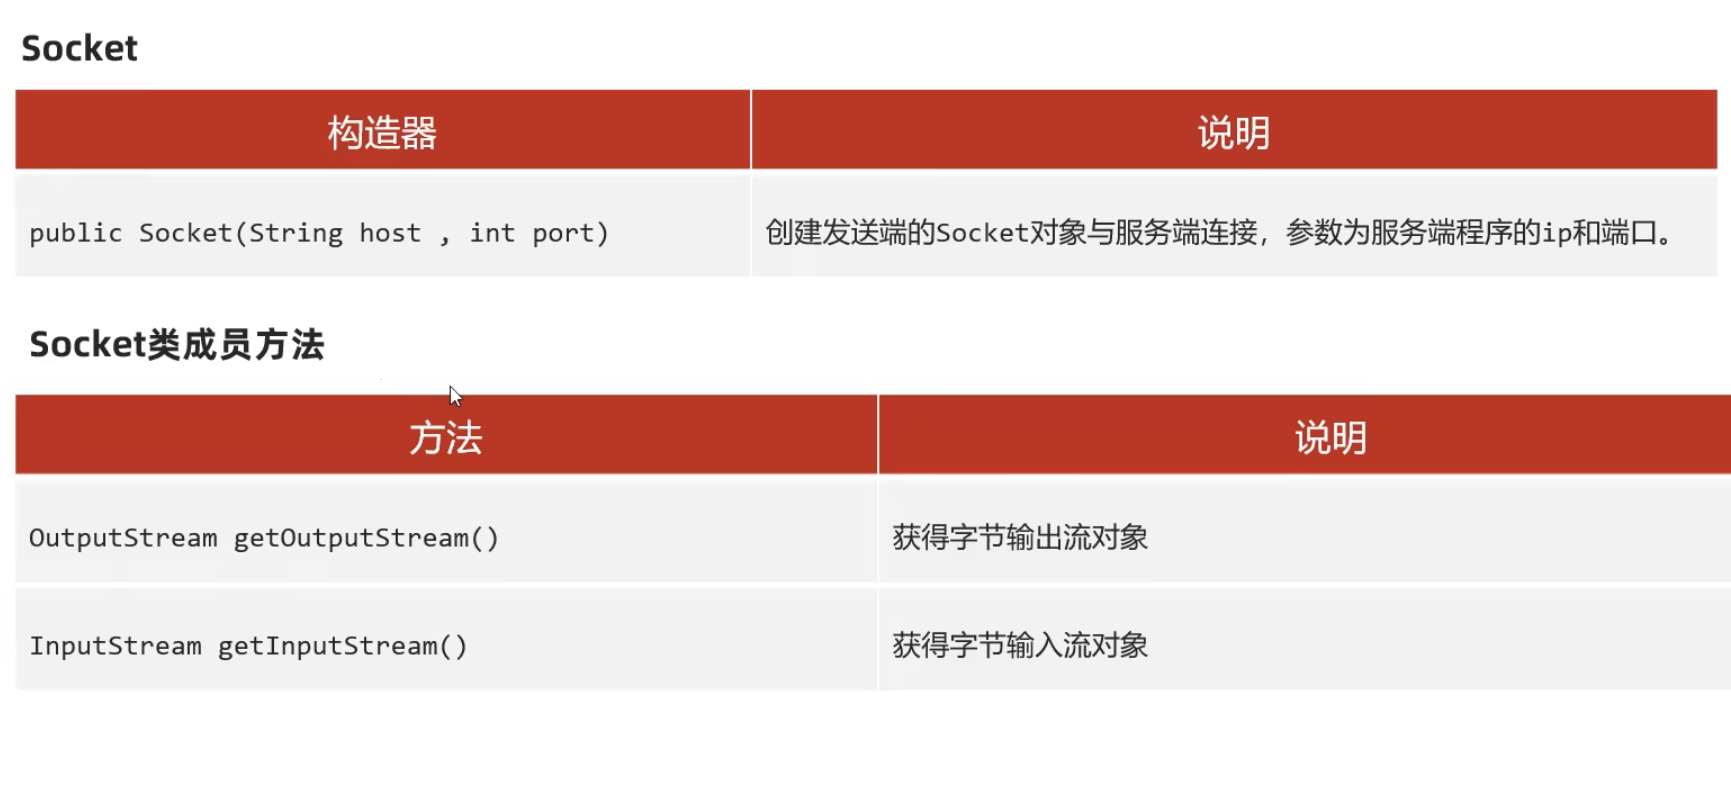 Socket
构造器 说明
public Socket(String host , int port) 创建发送端的Socket对象与服务端连接，参数为服务端程序的ip和端口。
Socket类成员方法
方法 说明
OutputStream getOutputStream() 获得字节输出流对象
InputStream getInputStream() 获得字节输入流对象